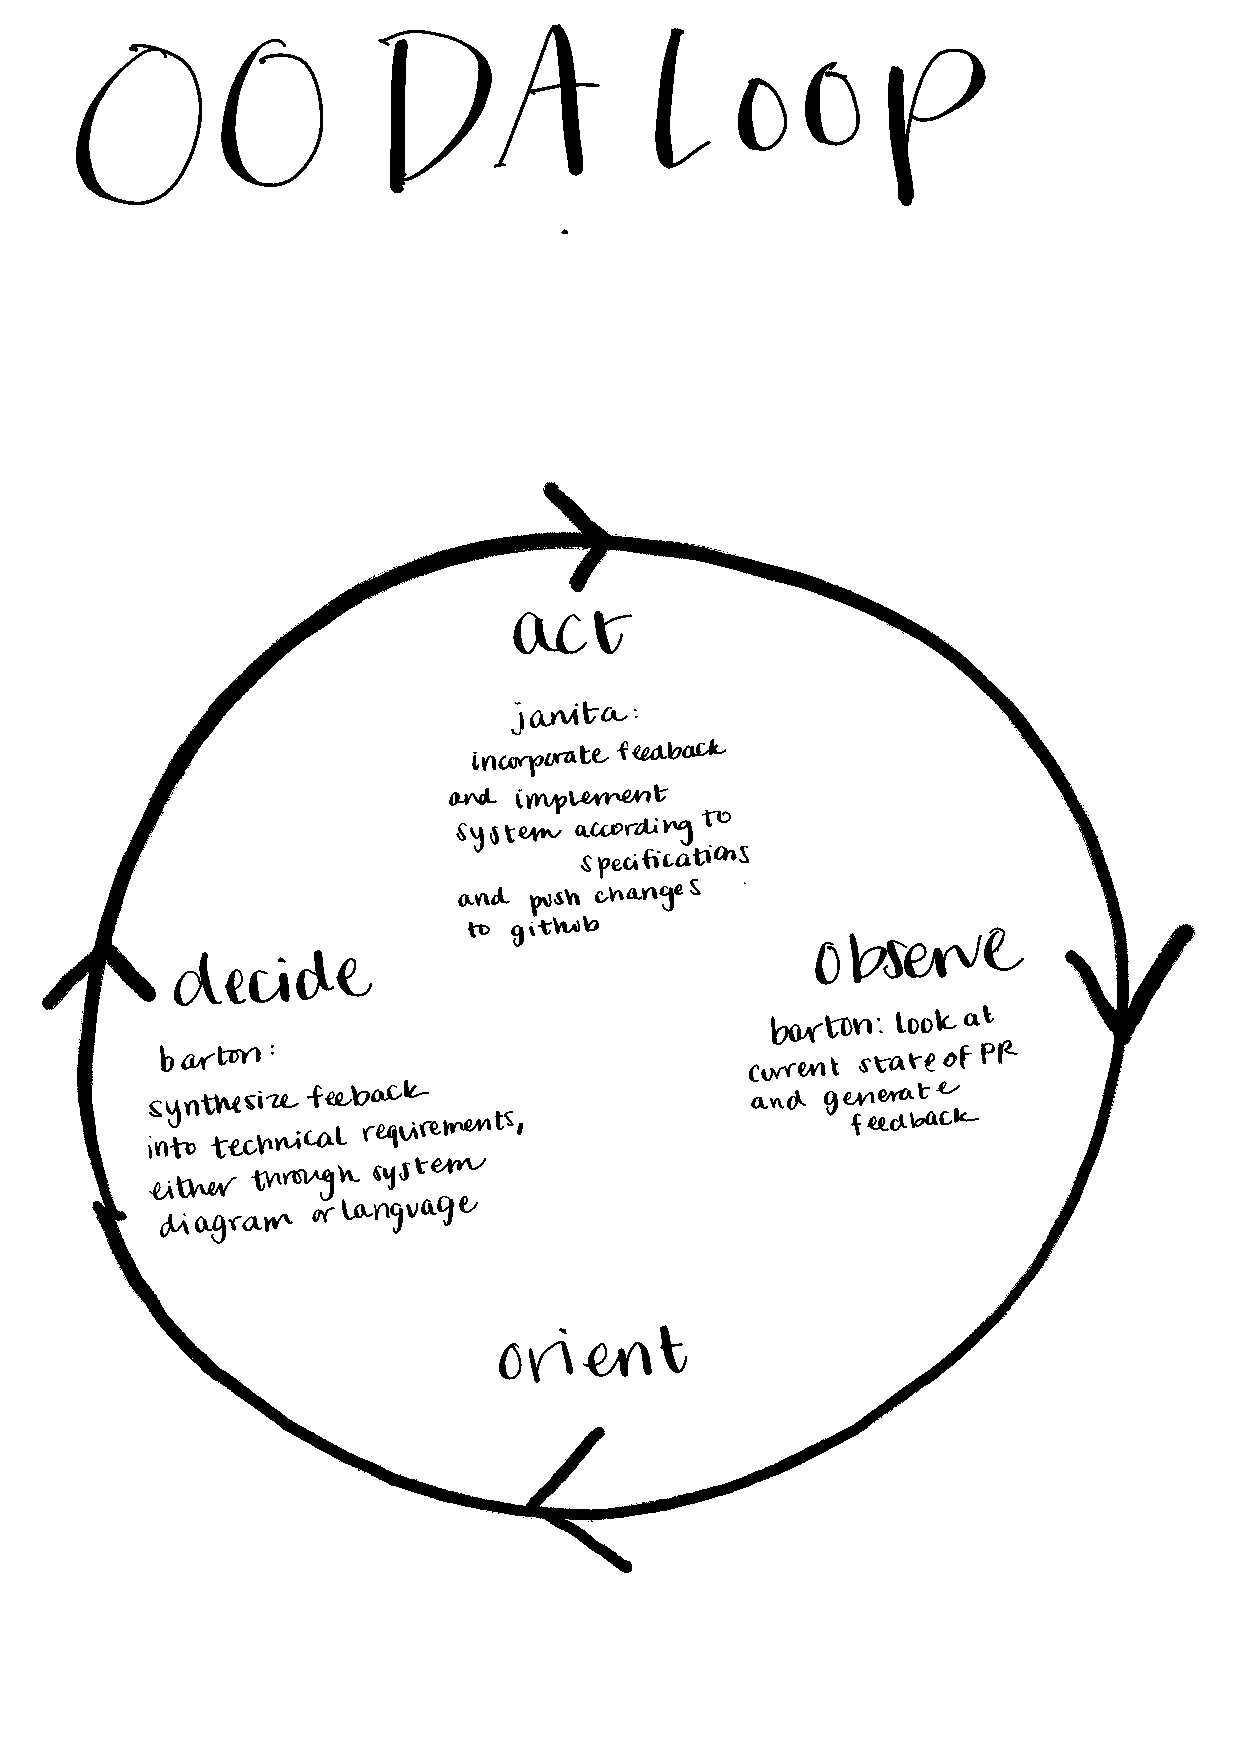 OODA Loop
act
janita:
incorporate feedback
and implement
system according to
specifications
and push changes
to github
observe
barton: look at
current state of PR
and generate
feedback
decide
barton:
synthesize feeback
into technical requirements,
either through system
diagram or language
orient